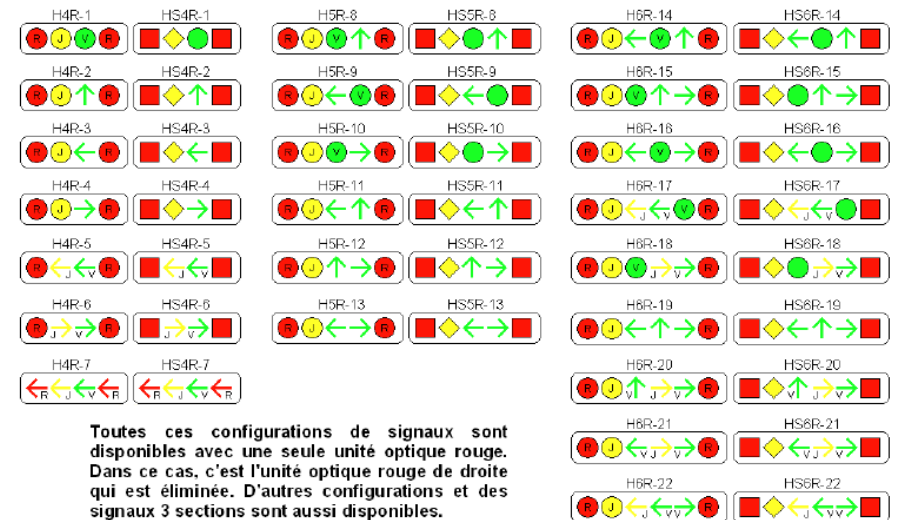 H4R-1 HS4R-1
R J V R
H4R-2 HS4R-2
R J R
H4R-3 HS4R-3
R J R
H4R-4 HS4R-4
R J R
H4R-5 HS4R-5
R J V R J V
H4R-6 HS4R-6
R J V R J V
H4R-7 HS4R-7
R J V R R J V R
H5R-8 HS5R-8
R J V R
H5R-9 HS5R-9
R J V R
H5R-10 HS5R-10
R J V R
H5R-11 HS5R-11
R J R
H5R-12 HS5R-12
R J R
H5R-13 HS5R-13
R J R
H6R-14 HS6R-14
R J V R
H6R-15 HS6R-15
R J V R
H6R-16 HS6R-16
R J V R
H6R-17 HS6R-17
R J J V V R J V
H6R-18 HS6R-18
R J V J V R J V
H6R-19 HS6R-19
R J R
H6R-20 HS6R-20
R J V J V R V J V
H6R-21 HS6R-21
R J V J V R V J V
H6R-22 HS6R-22
R J J V V R J V V
Toutes ces configurations de signaux sont
disponibles avec une seule unité optique rouge.
Dans ce cas, c'est l'unité optique rouge de droite
qui est éliminée. D'autres configurations et des
signaux 3 sections sont aussi disponibles.